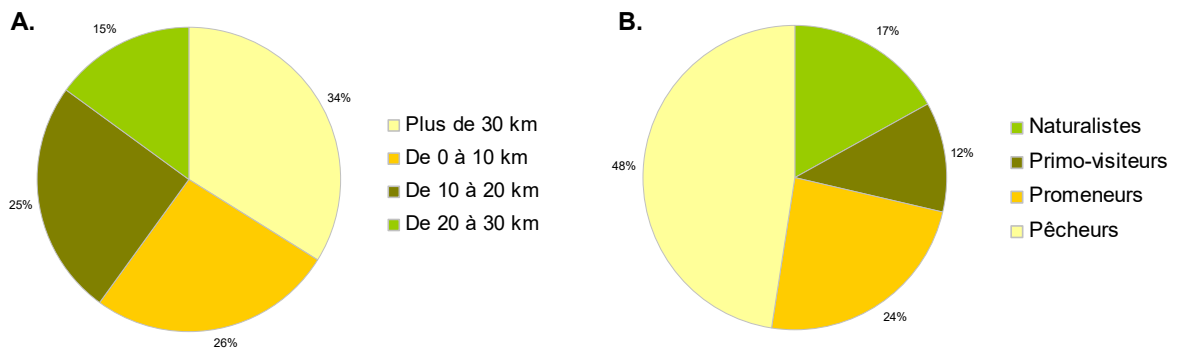 A.
15%
34%
25%
26%
Plus de 30 km
De 0 à 10 km
De 10 à 20 km
De 20 à 30 km
B.
17%
48%
12%
24%
Naturalistes
Primo-visiteurs
Promeneurs
Pêcheurs